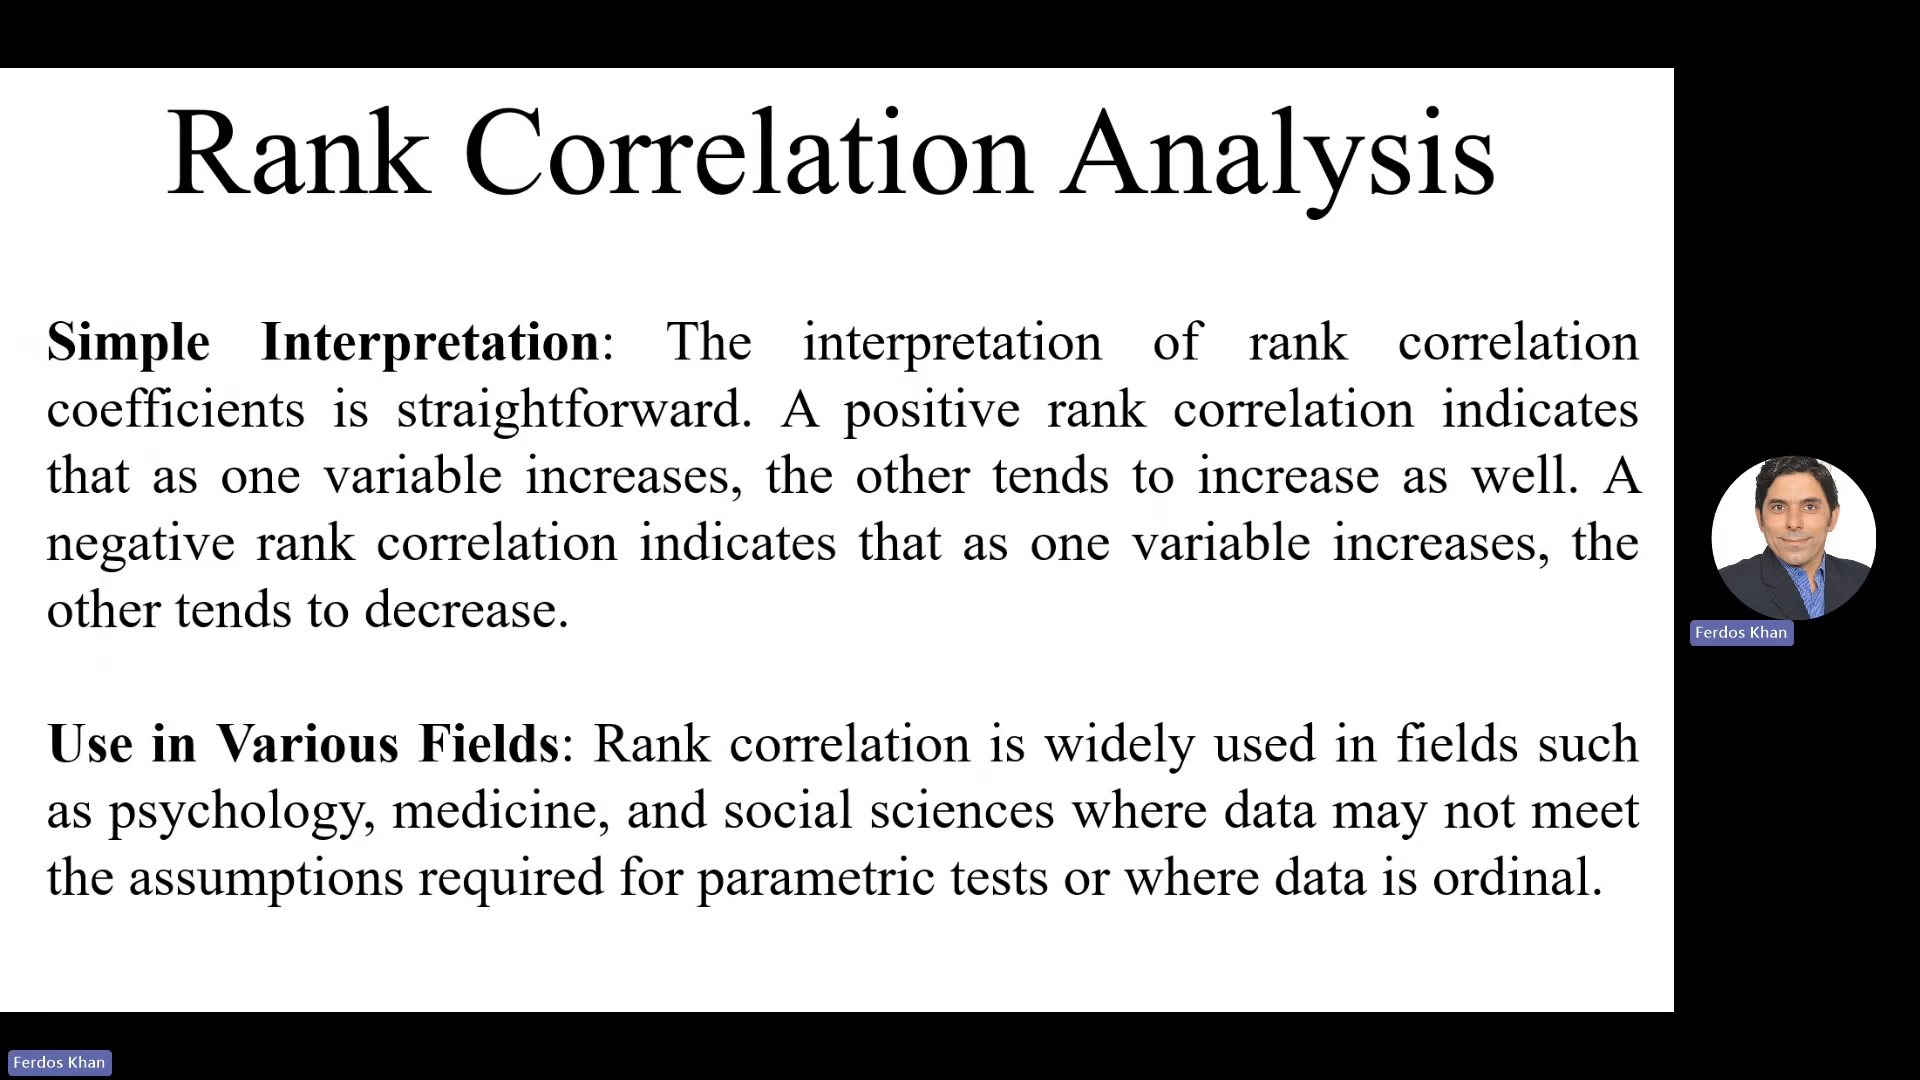 Rank Correlation Analysis
Simple Interpretation: The interpretation of rank correlation
coefficients is straightforward. A positive rank correlation indicates
that as one variable increases, the other tends to increase as well. A
negative rank correlation indicates that as one variable increases, the
other tends to decrease.
Use in Various Fields: Rank correlation is widely used in fields such
as psychology, medicine, and social sciences where data may not meet
the assumptions required for parametric tests or where data is ordinal.
Ferdos Khan
Ferdos Khan